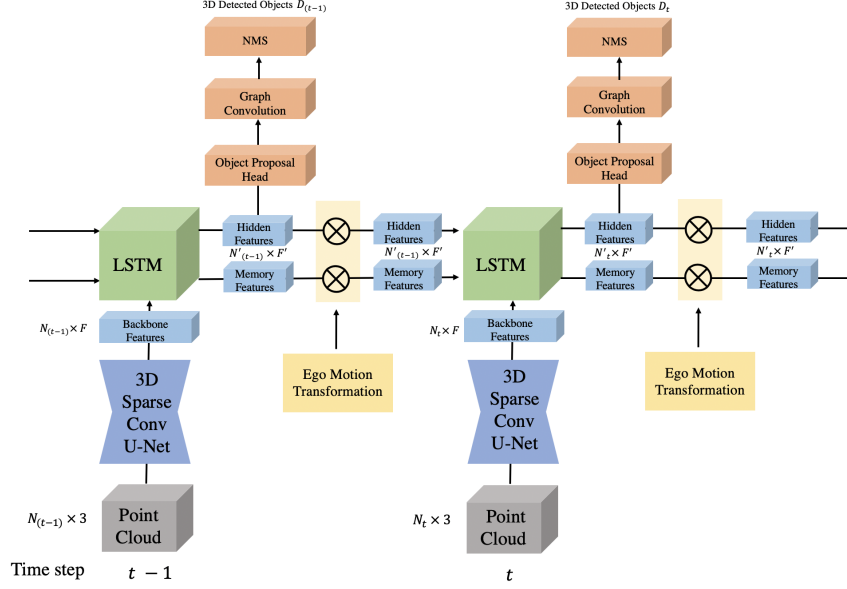 3D Detected Objects D(t−1)
3D Detected Objects Dt
NMS
NMS
Graph
Convolution
Graph
Convolution
Object Proposal
Head
Object Proposal
Head
LSTM
Hidden
Features
Hidden
Features
LSTM
Hidden
Features
Hidden
Features
N'(t−1) × F'
N'(t−1) × F'
N't × F'
N't × F'
Memory
Features
Memory
Features
Memory
Features
Memory
Features
N(t−1) × F
Backbone
Features
Nt × F
Backbone
Features
Ego Motion
Transformation
Ego Motion
Transformation
3D
Sparse
Conv
U-Net
3D
Sparse
Conv
U-Net
N(t−1) × 3
Point
Cloud
Nt × 3
Point
Cloud
Time step
t − 1
t